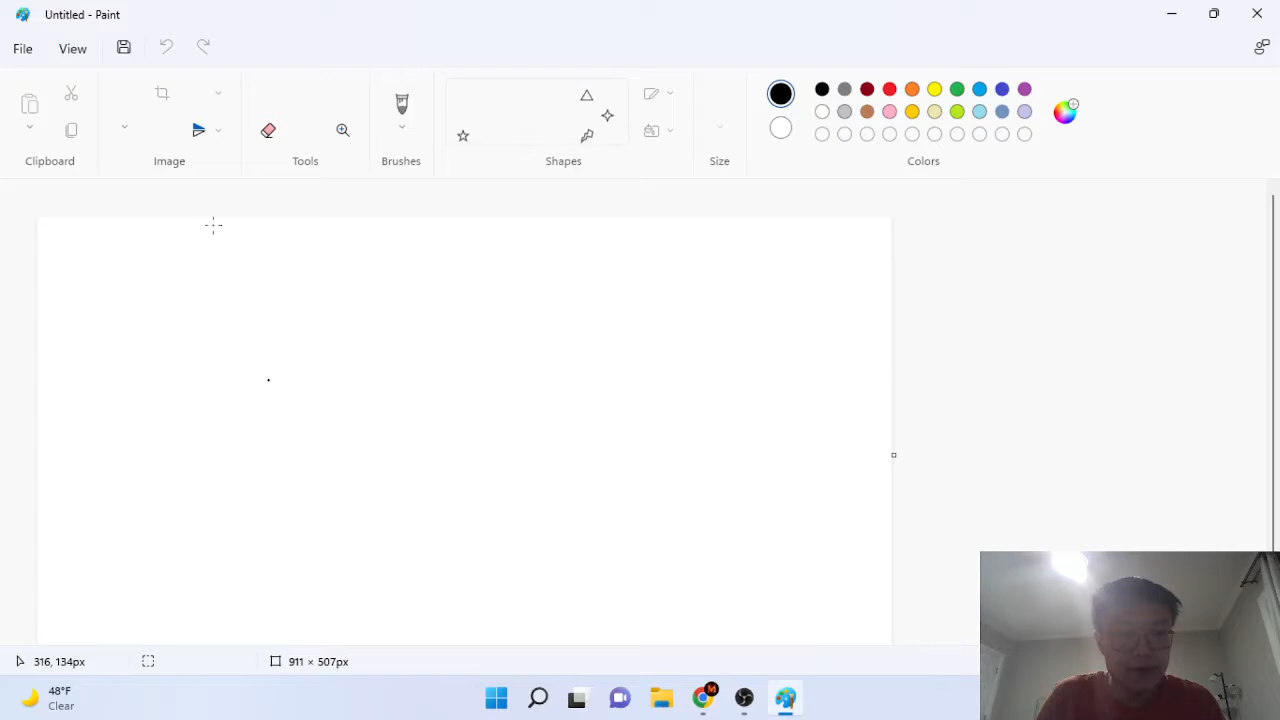 Untitled - Paint
File View
Clipboard Image Tools Brushes Shapes Size Colors
316, 134px 911 × 507px
48°F
Clear
M